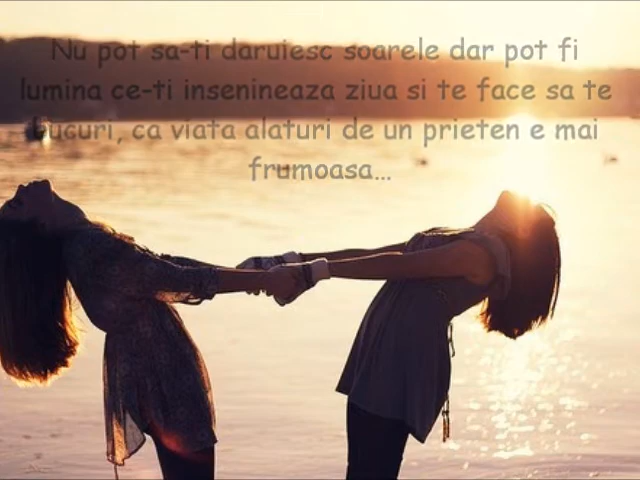 Nu pot sa-ti daruiesc soarele dar pot fi
lumina ce-ti insenineaza ziua si te face sa te
bucuri, ca viata alaturi de un prieten e mai
frumoasa...